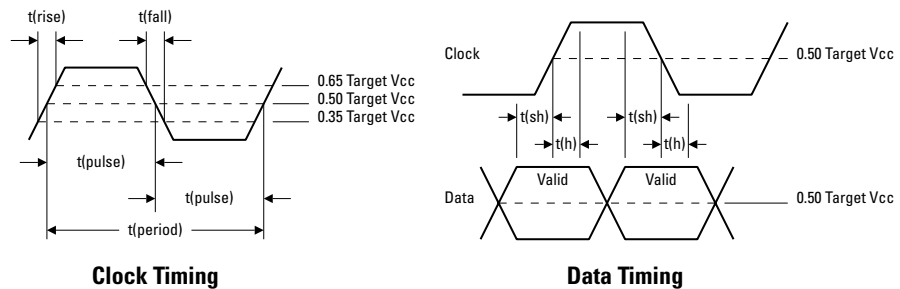 t(rise)
t(fall)
0.65 Target Vcc
0.50 Target Vcc
0.35 Target Vcc
t(pulse)
t(pulse)
t(period)
Clock Timing
Clock
0.50 Target Vcc
t(sh)
t(sh)
t(h)
t(h)
Valid
Valid
Data
0.50 Target Vcc
Data Timing